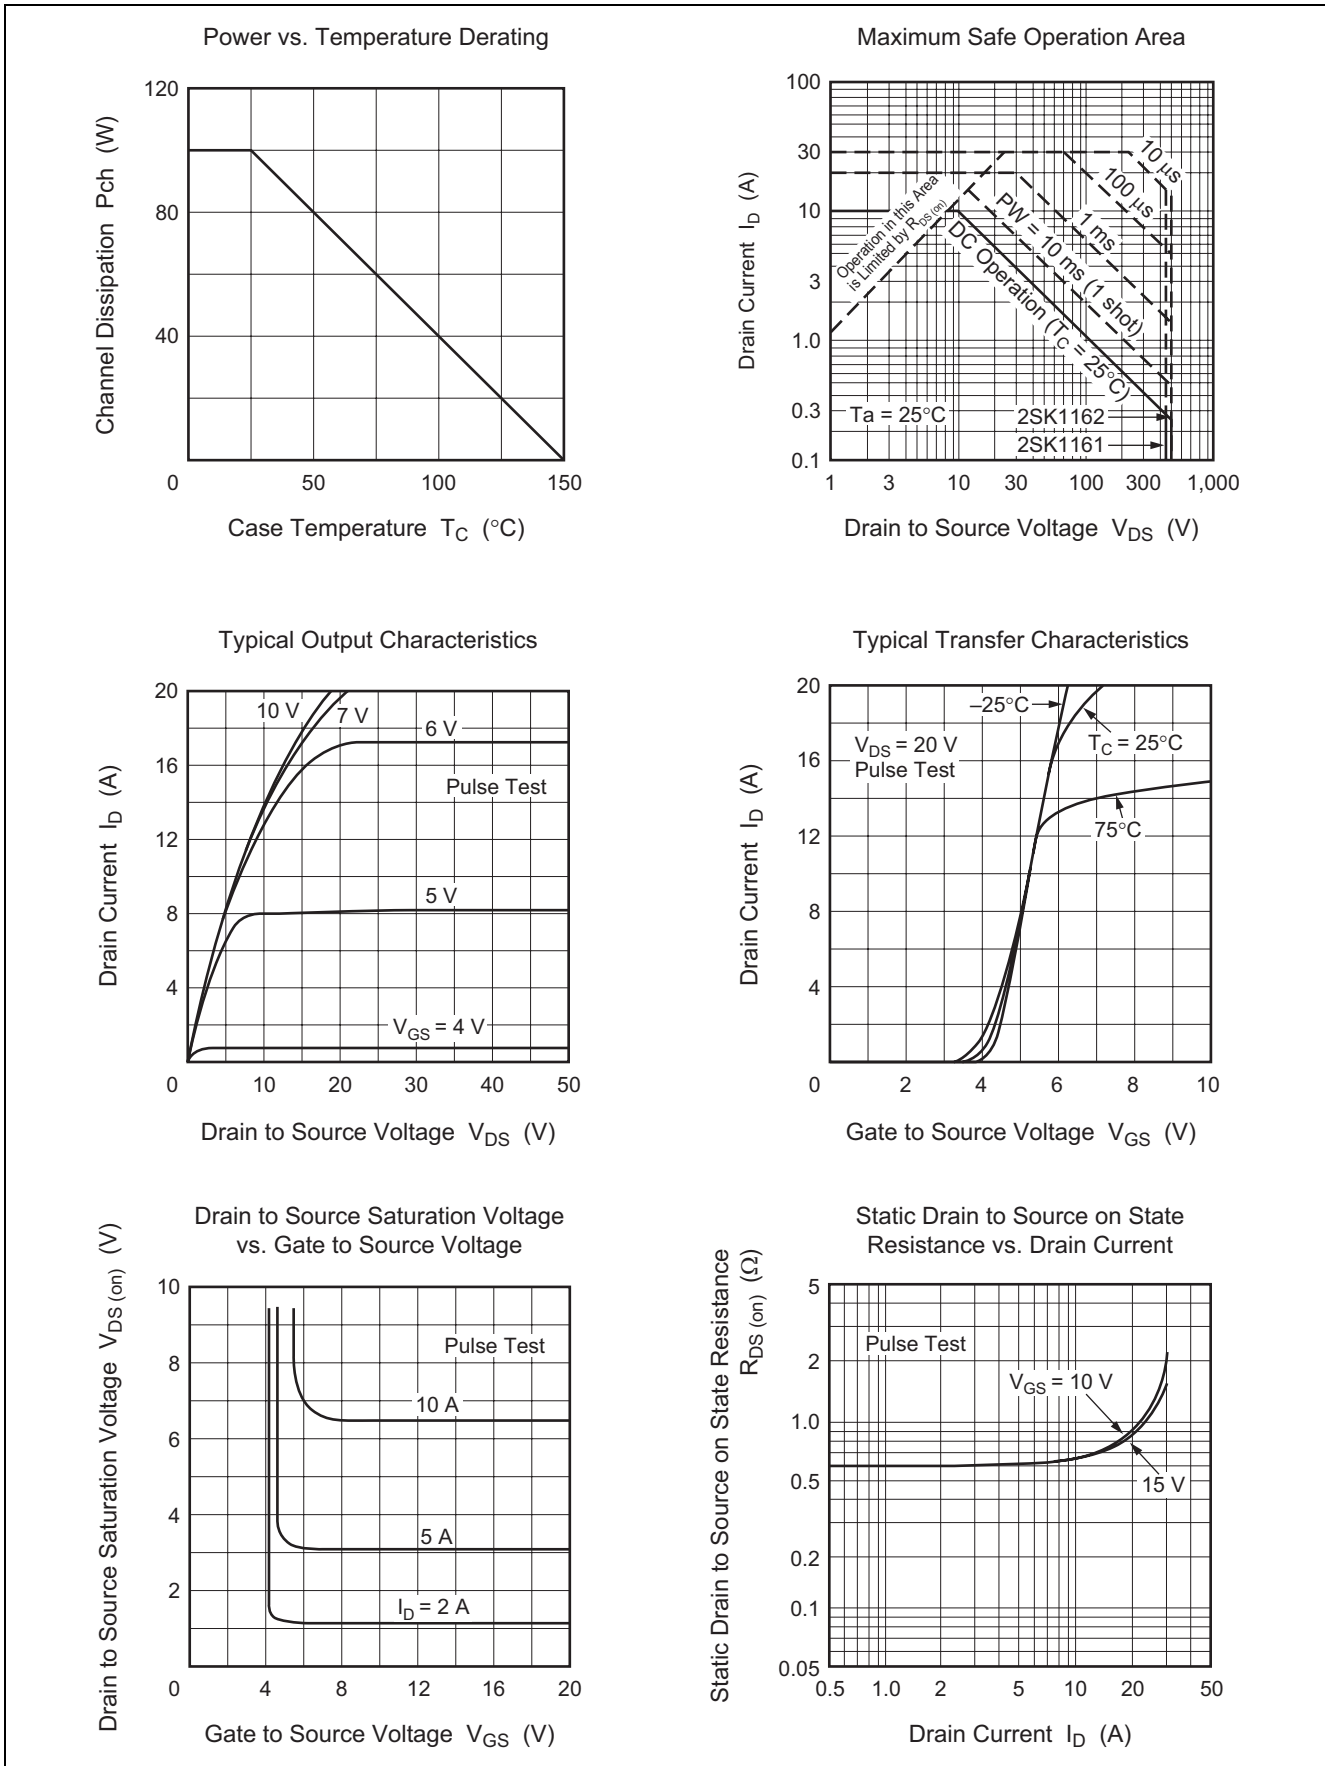 Power vs. Temperature Derating
120
80
40
0
50
100
150
Channel Dissipation Pch (W)
Case Temperature TC (°C)
Maximum Safe Operation Area
100
30
10
3
1.0
0.3
0.1
1
3
10
30
100
300
1,000
Drain Current ID (A)
Drain to Source Voltage VDS (V)
Operation in this Area
is Limited by RDS (on)
10 μs
100 μs
1 ms
PW = 10 ms (1 shot)
DC Operation (TC = 25°C)
Ta = 25°C
2SK1162
2SK1161
Typical Output Characteristics
20
16
12
8
4
0
10
20
30
40
50
Drain Current ID (A)
Drain to Source Voltage VDS (V)
10 V
7 V
6 V
Pulse Test
5 V
VGS = 4 V
Typical Transfer Characteristics
20
16
12
8
4
0
2
4
6
8
10
Drain Current ID (A)
Gate to Source Voltage VGS (V)
–25°C
VDS = 20 V
Pulse Test
TC = 25°C
75°C
Drain to Source Saturation Voltage
vs. Gate to Source Voltage
10
8
6
4
2
0
4
8
12
16
20
Drain to Source Saturation Voltage VDS (on) (V)
Gate to Source Voltage VGS (V)
Pulse Test
10 A
5 A
ID = 2 A
Static Drain to Source on State
Resistance vs. Drain Current
5
2
1.0
0.5
0.2
0.1
0.05
0.5
1.0
2
5
10
20
50
Static Drain to Source on State Resistance
RDS (on) (Ω)
Drain Current ID (A)
Pulse Test
VGS = 10 V
15 V